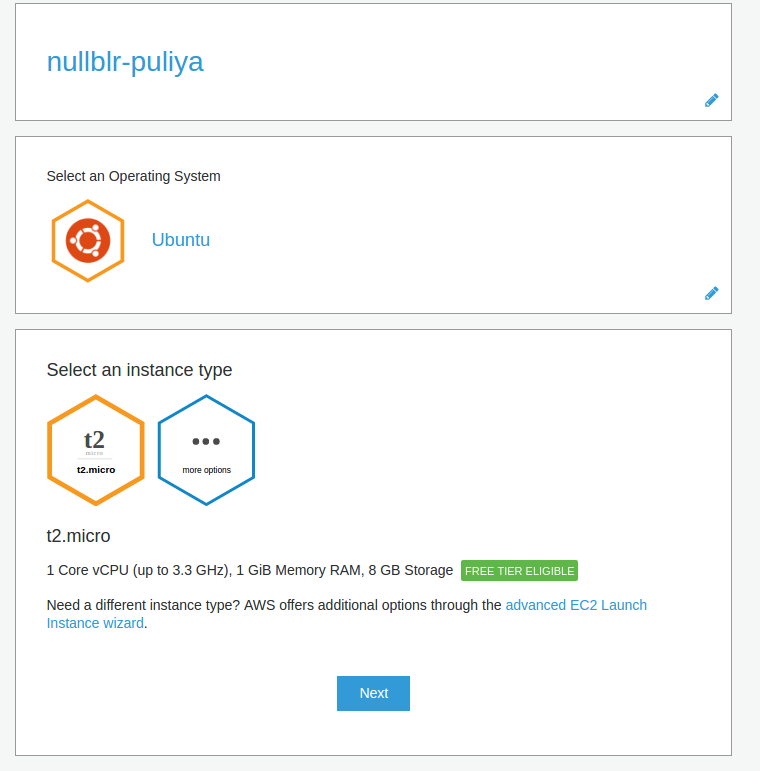 nullblr-puliya
Select an Operating System
Ubuntu
Select an instance type
t2
micro
t2.micro
more options
t2.micro
1 Core vCPU (up to 3.3 GHz), 1 GiB Memory RAM, 8 GB Storage FREE TIER ELIGIBLE
Need a different instance type? AWS offers additional options through the advanced EC2 Launch
Instance wizard.
Next